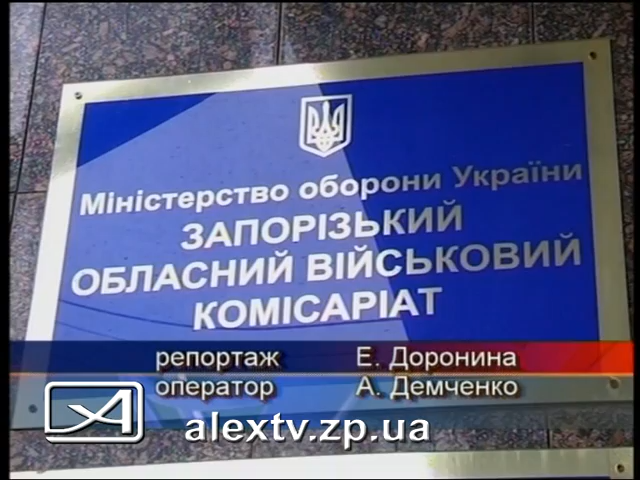 Міністерство оборони України
ЗАПОРІЗЬКИЙ
ОБЛАСНИЙ ВІЙСЬКОВИЙ
КОМІСАРІАТ
репортаж Е. Доронина
оператор А. Демченко
alextv.zp.ua